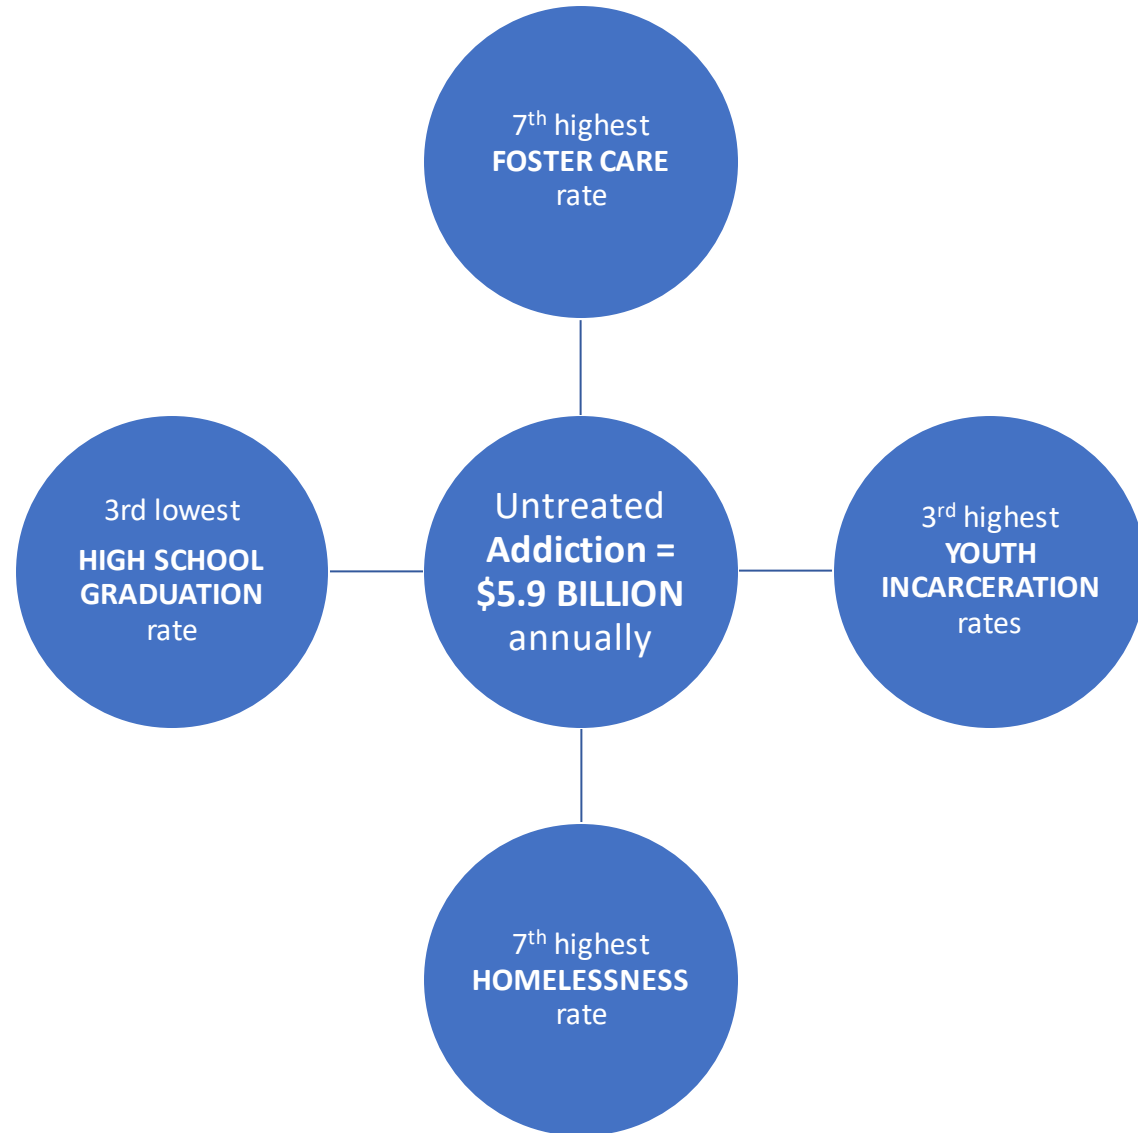 7th highest
FOSTER CARE
rate
3rd lowest
HIGH SCHOOL
GRADUATION
rate
Untreated
Addiction =
$5.9 BILLION
annually
3rd highest
YOUTH
INCARCERATION
rates
7th highest
HOMELESSNESS
rate